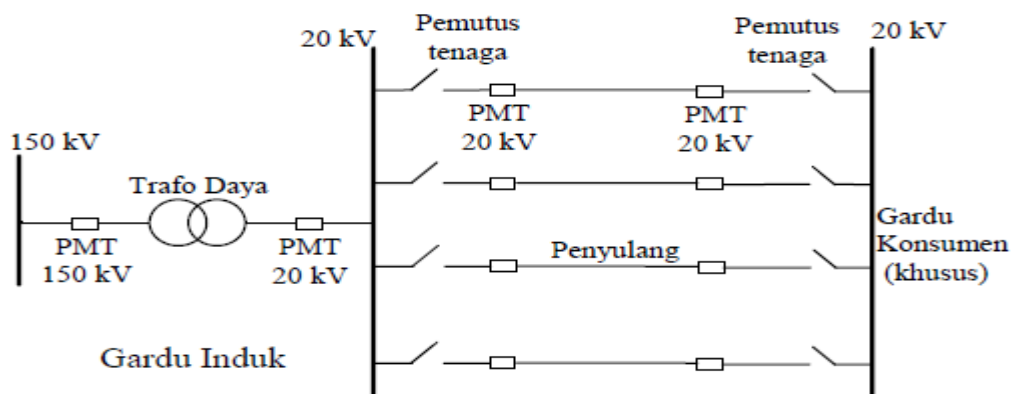 20 kV
Pemutus
tenaga
Pemutus
tenaga
20 kV
PMT
20 kV
PMT
20 kV
150 kV
Trafo Daya
PMT
150 kV
PMT
20 kV
Penyulang
Gardu
Konsumen
(khusus)
Gardu Induk